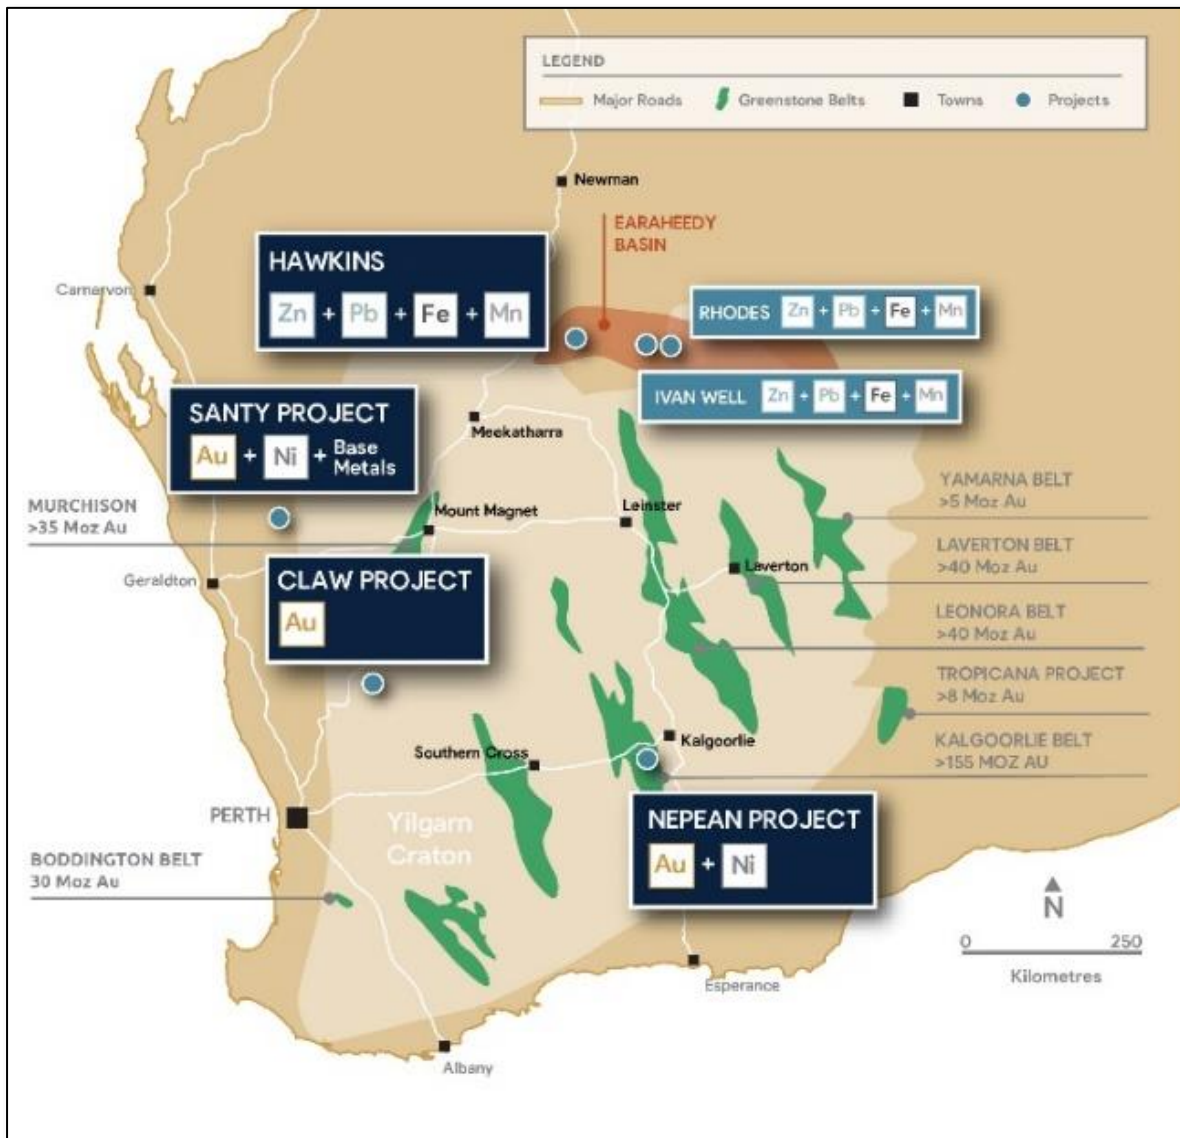 LEGEND
Major Roads
Greenstone Belts
Towns
Projects
Newman
EARAHEEDY
BASIN
HAWKINS
Zn + Pb + Fe + Mn
Carnarvon
RHODES Zn + Pb + Fe + Mn
IVAN WELL Zn + Pb + Fe + Mn
SANTY PROJECT
Au + Ni + Base
Metals
Meekatharra
MURCHISON
>35 Moz Au
Mount Magnet
Leinster
YAMARNA BELT
>5 Moz Au
LAVERTON BELT
>40 Moz Au
Geraldton
CLAW PROJECT
Au
Laverton
LEONORA BELT
>40 Moz Au
TROPICANA PROJECT
>8 Moz Au
KALGOORLIE BELT
>155 MOZ AU
Kalgoorlie
Southern Cross
PERTH
Yilgarn
Craton
NEPEAN PROJECT
Au + Ni
BODDINGTON BELT
30 Moz Au
N
0 250
Kilometres
Esperance
Albany